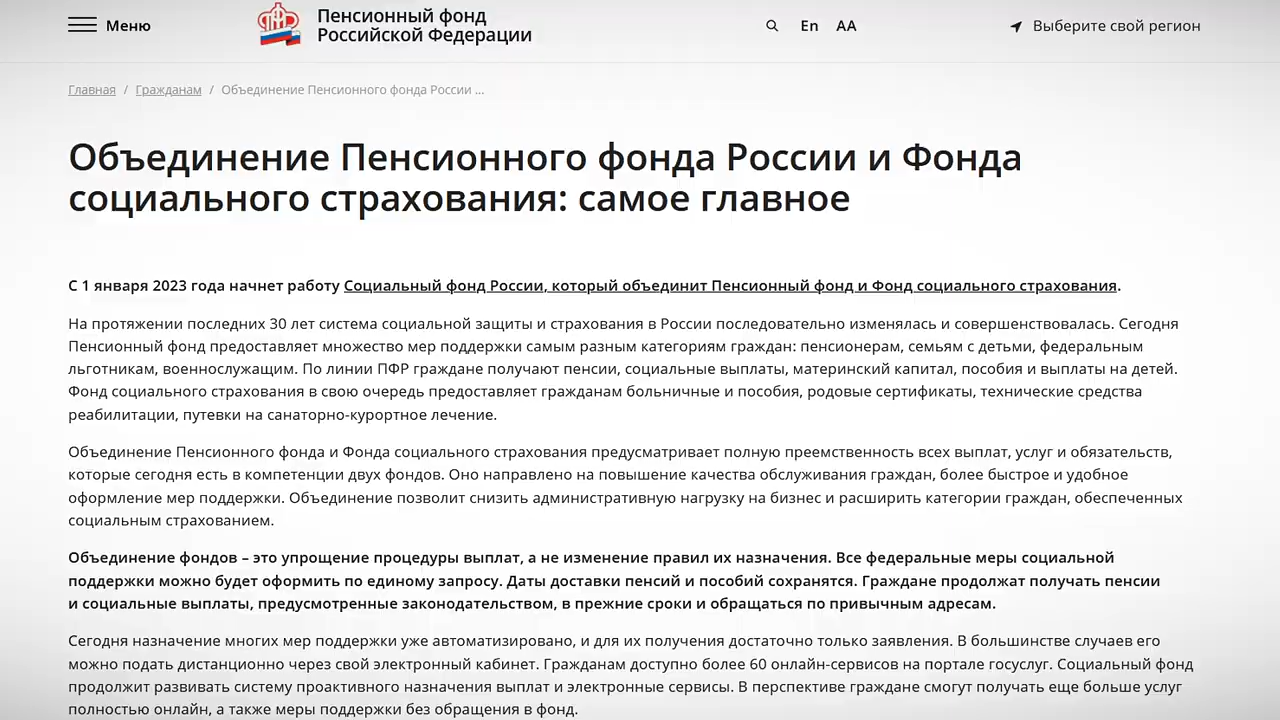 Меню
Пенсионный фонд
Российской Федерации
En
AA
Выберите свой регион
Главная / Гражданам / Объединение Пенсионного фонда России ...
Объединение Пенсионного фонда России и Фонда
социального страхования: самое главное
С 1 января 2023 года начнет работу Социальный фонд России, который объединит Пенсионный фонд и Фонд социального страхования.
На протяжении последних 30 лет система социальной защиты и страхования в России последовательно изменялась и совершенствовалась. Сегодня
Пенсионный фонд предоставляет множество мер поддержки самым разным категориям граждан: пенсионерам, семьям с детьми, федеральным
льготникам, военнослужащим. По линии ПФР граждане получают пенсии, социальные выплаты, материнский капитал, пособия и выплаты на детей.
Фонд социального страхования в свою очередь предоставляет гражданам больничные и пособия, родовые сертификаты, технические средства
реабилитации, путевки на санаторно-курортное лечение.
Объединение Пенсионного фонда и Фонда социального страхования предусматривает полную преемственность всех выплат, услуг и обязательств,
которые сегодня есть в компетенции двух фондов. Оно направлено на повышение качества обслуживания граждан, более быстрое и удобное
оформление мер поддержки. Объединение позволит снизить административную нагрузку на бизнес и расширить категории граждан, обеспеченных
социальным страхованием.
Объединение фондов – это упрощение процедуры выплат, а не изменение правил их назначения. Все федеральные меры социальной
поддержки можно будет оформить по единому запросу. Даты доставки пенсий и пособий сохранятся. Граждане продолжат получать пенсии
и социальные выплаты, предусмотренные законодательством, в прежние сроки и обращаться по привычным адресам.
Сегодня назначение многих мер поддержки уже автоматизировано, и для их получения достаточно только заявления. В большинстве случаев его
можно подать дистанционно через свой электронный кабинет. Гражданам доступно более 60 онлайн-сервисов на портале госуслуг. Социальный фонд
продолжит развивать систему проактивного назначения выплат и электронные сервисы. В перспективе граждане смогут получать еще больше услуг
полностью онлайн, а также меры поддержки без обращения в фонд.